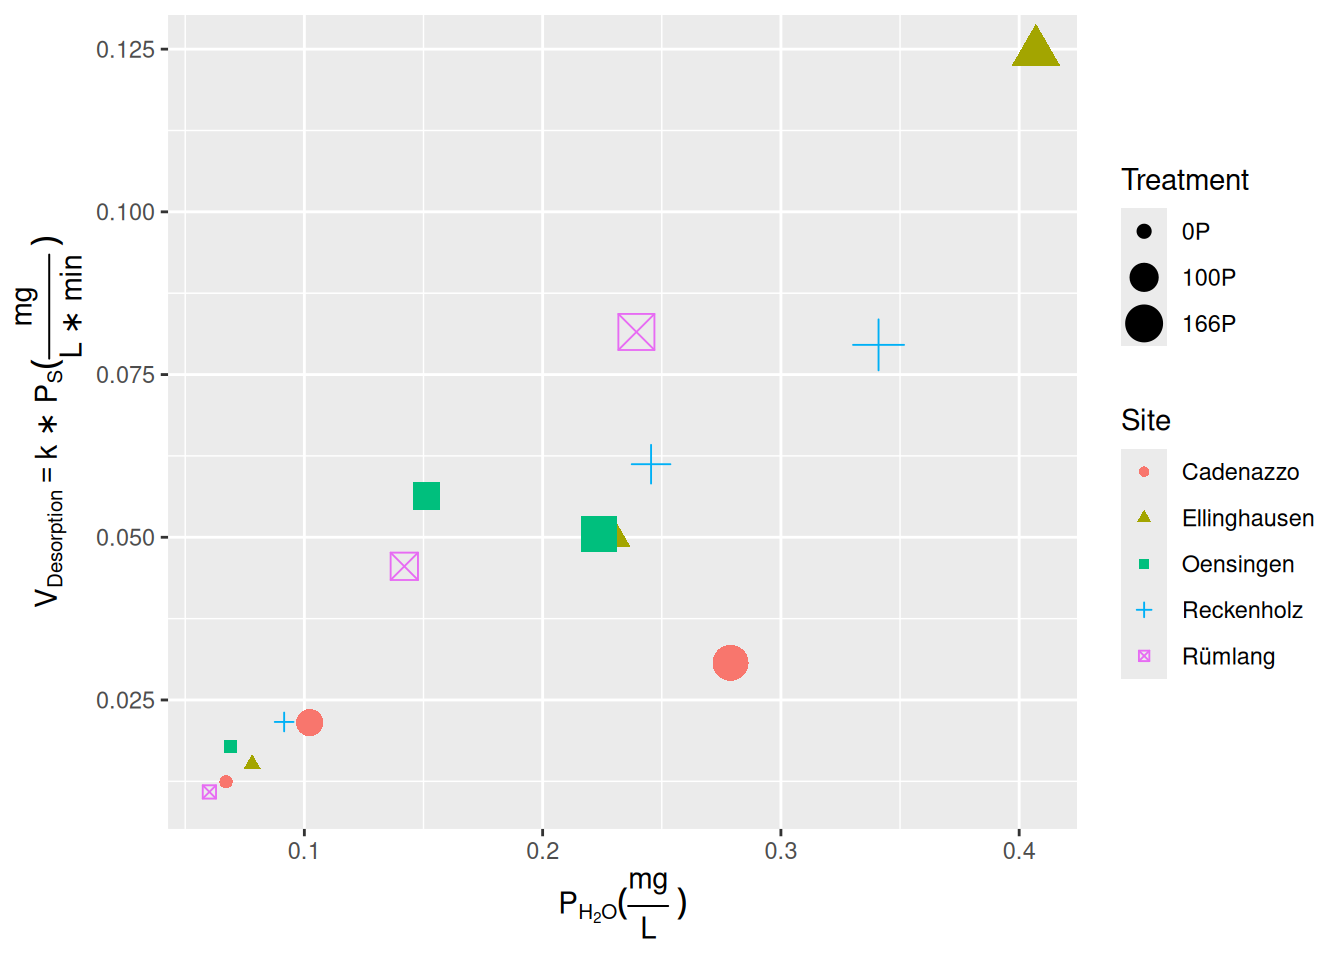 0.125
0.100
0.075
0.050
0.025
V_Desorption = k * P_S(mg / L * min)
0.1 0.2 0.3 0.4
P_H₂O(mg / L)
Treatment
0P
100P
166P
Site
Cadenazzo
Ellinghausen
Oensingen
Reckenholz
Rümlang